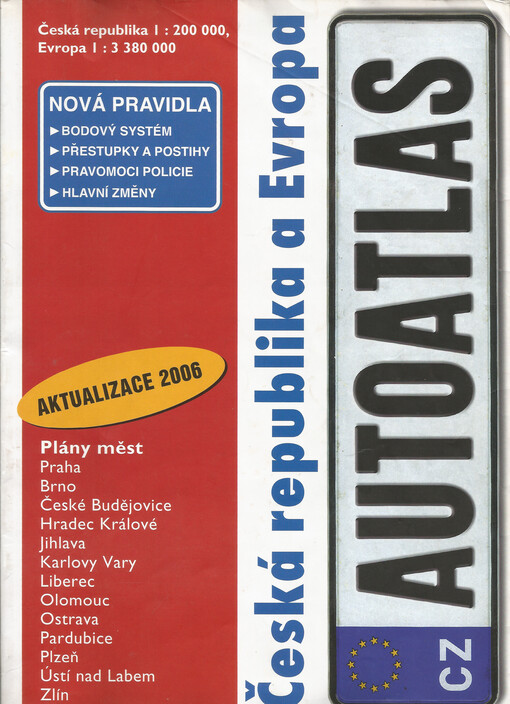 Česká republika 1 : 200 000,
Evropa 1 : 3 380 000
NOVÁ PRAVIDLA
▶ BODOVÝ SYSTÉM
▶ PŘESTUPKY A POSTIHY
▶ PRAVOMOCI POLICIE
▶ HLAVNÍ ZMĚNY
AKTUALIZACE 2006
Plány měst
Praha
Brno
České Budějovice
Hradec Králové
Jihlava
Karlovy Vary
Liberec
Olomouc
Ostrava
Pardubice
Plzeň
Ústí nad Labem
Zlín
Česká republika a Evropa
AUTOATLAS
CZ